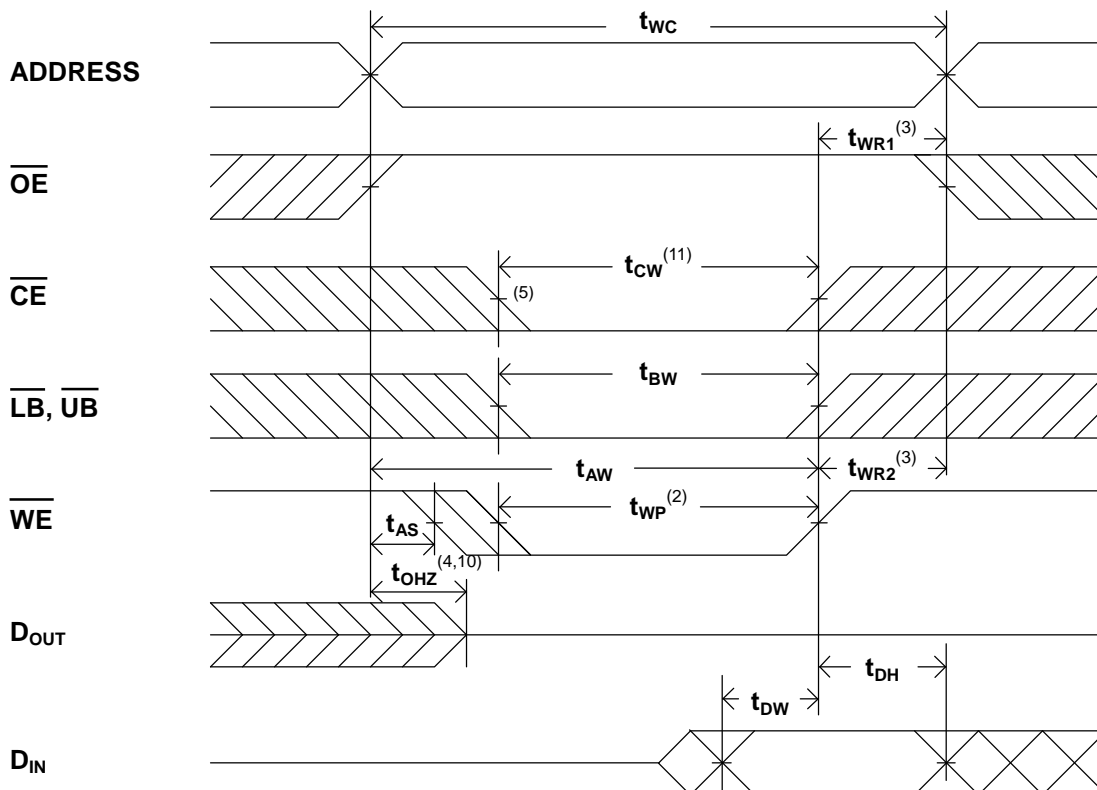 tWC
ADDRESS
tWR1(3)
OE
tCW(11)
CE
(5)
tBW
LB, UB
tAW
tWR2(3)
WE
tWP(2)
tAS
tOHZ(4,10)
DOUT
tDH
tDW
DIN